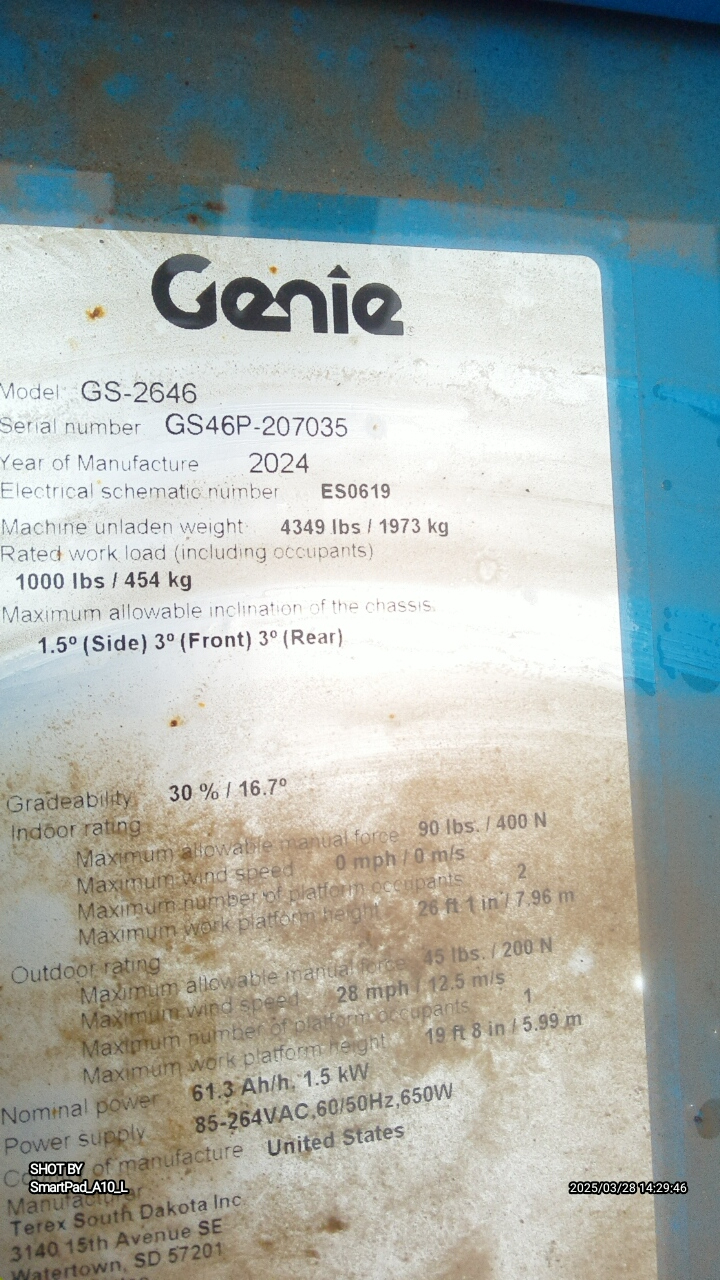 Genie
Model GS-2646
Serial number GS46P-207035
Year of Manufacture 2024
Electrical schematic number ES0619
Machine unladen weight 4349 lbs / 1973 kg
Rated work load (including occupants)
1000 lbs / 454 kg
Maximum allowable inclination of the chassis
1.5º (Side) 3º (Front) 3º (Rear)
Gradeability 30 % / 16.7º
Indoor rating
Maximum allowable manual force 90 lbs. / 400 N
Maximum wind speed 0 mph / 0 m/s
Maximum number of platform occupants 2
Maximum work platform height 26 ft 1 in / 7.96 m
Outdoor rating
Maximum allowable manual force 45 lbs. / 200 N
Maximum wind speed 28 mph / 12.5 m/s
Maximum number of platform occupants 1
Maximum work platform height 19 ft 8 in / 5.99 m
Nominal power 61.3 Ah/h, 1.5 kW
Power supply 85-264VAC,60/50Hz,650W
of manufacture United States
Manufacturer
Terex South Dakota Inc
3140 15th Avenue SE
Watertown, SD 57201
SHOT BY
SmartPad_A10_L
2025/03/28 14:29:46